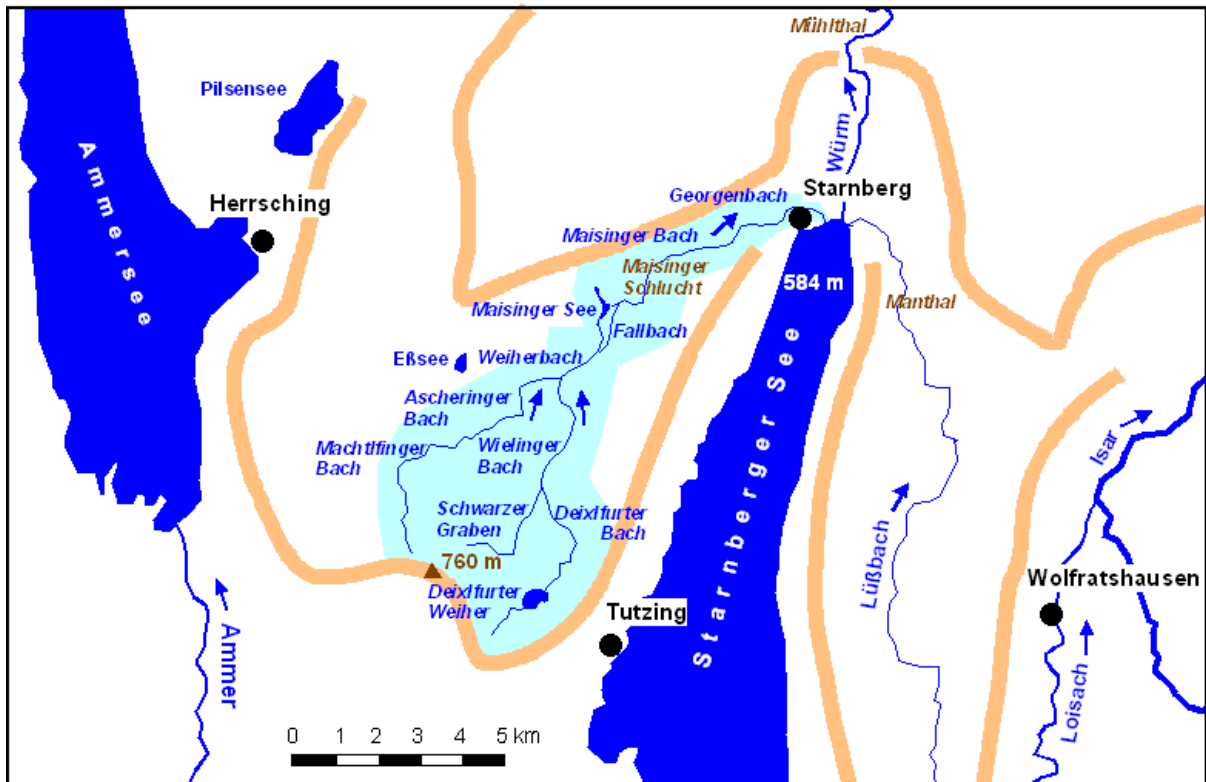 Mühlthal
Pilsensee
Ammersee
Würm
Herrsching
Georgenbach
Starnberg
Maisinger Bach
Maisinger
Schlucht
584 m
Manthal
Maisinger See
Fallbach
Eßsee
Weiherbach
Ascheringer
Bach
Machtlfinger
Bach
Wielinger
Bach
Starnberger See
Isar
Schwarzer
Graben
Deixlfurter
Bach
760 m
Lüßbach
Wolfratshausen
Deixlfurter
Weiher
Tutzing
Ammer
Loisach
0 1 2 3 4 5 km